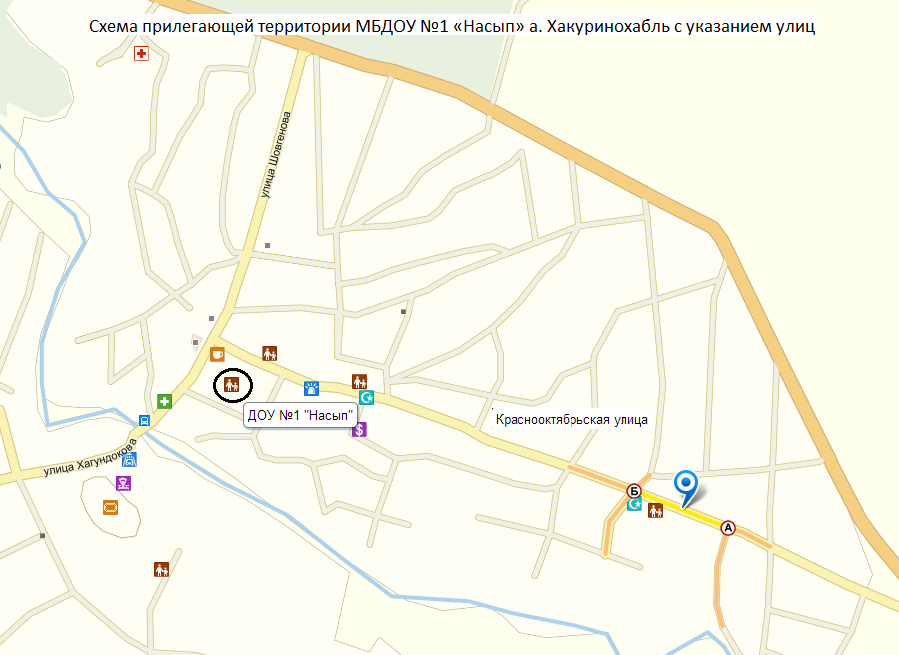 Схема прилегающей территории МБДОУ №1 «Насып» а. Хакуринохабль с указанием улиц
улица Шовгенова
ДОУ №1 "Насып"
$
Краснооктябрьская улица
улица Хагундокова
Б
А